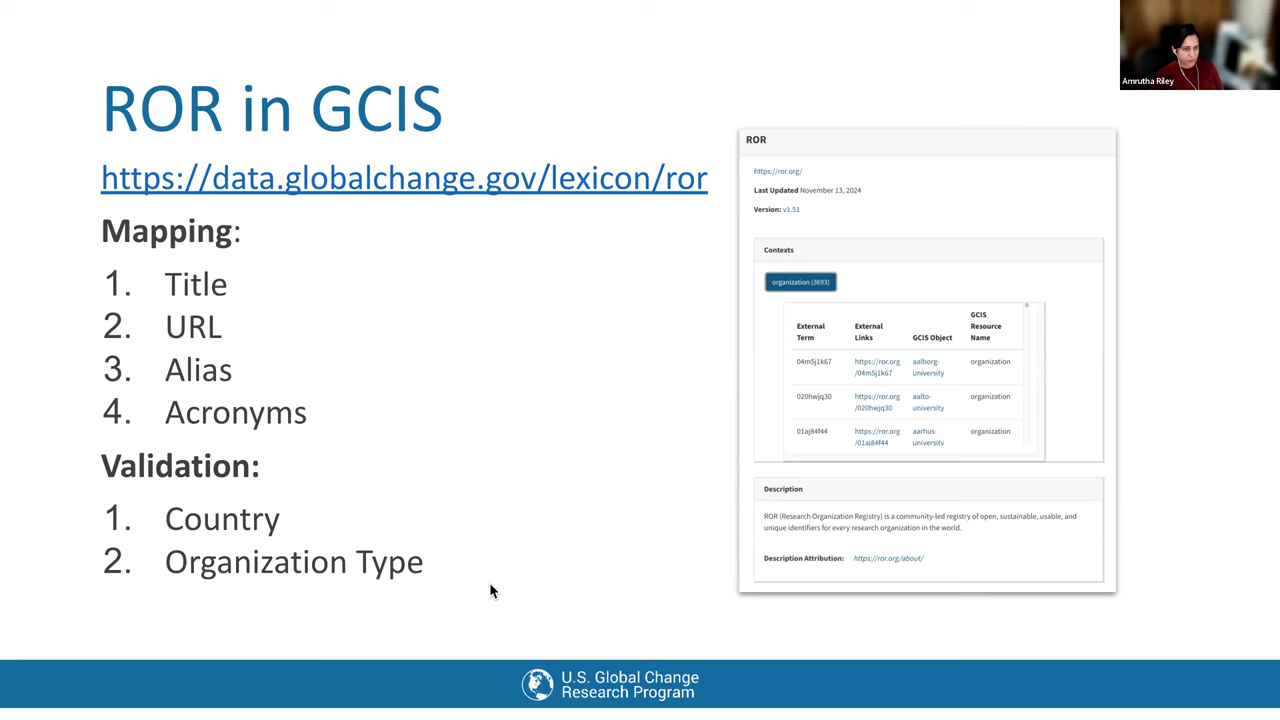 ROR in GCIS
https://data.globalchange.gov/lexicon/ror
Mapping:
1. Title
2. URL
3. Alias
4. Acronyms
Validation:
1. Country
2. Organization Type
ROR
https://ror.org/
Last Updated November 13, 2024
Version: v1.51
Contexts
organization (3693)
External Term
External Links
GCIS Object
GCIS Resource Name
04m5j1k67
https://ror.org/04m5j1k67
aalborg-university
organization
020hwjq30
https://ror.org/020hwjq30
aalto-university
organization
01aj84f44
https://ror.org/01aj84f44
aarhus-university
organization
Description
ROR (Research Organization Registry) is a community-led registry of open, sustainable, usable, and
unique identifiers for every research organization in the world.
Description Attribution: https://ror.org/about/
U.S. Global Change
Research Program
Amrutha Riley